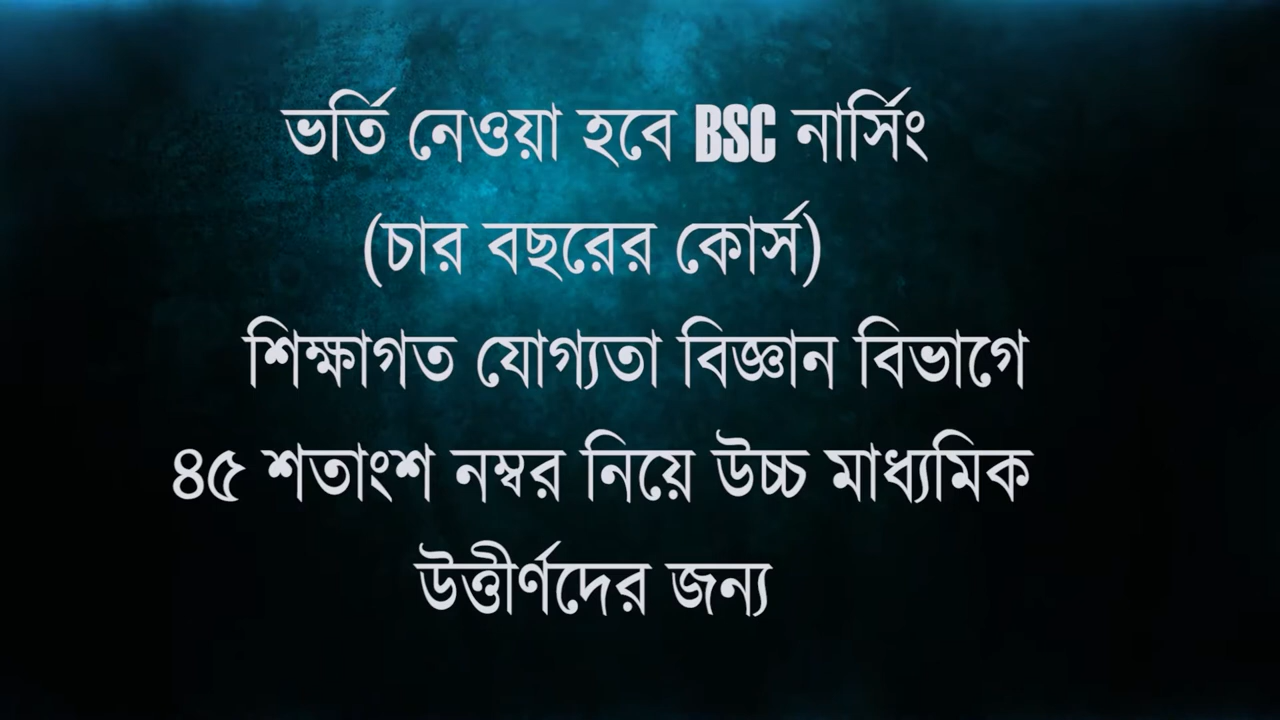 ভর্তি নেওয়া হবে BSC নার্সিং
(চার বছরের কোর্স)
শিক্ষাগত যোগ্যতা বিজ্ঞান বিভাগে
৪৫ শতাংশ নম্বর নিয়ে উচ্চ মাধ্যমিক
উত্তীর্ণদের জন্য